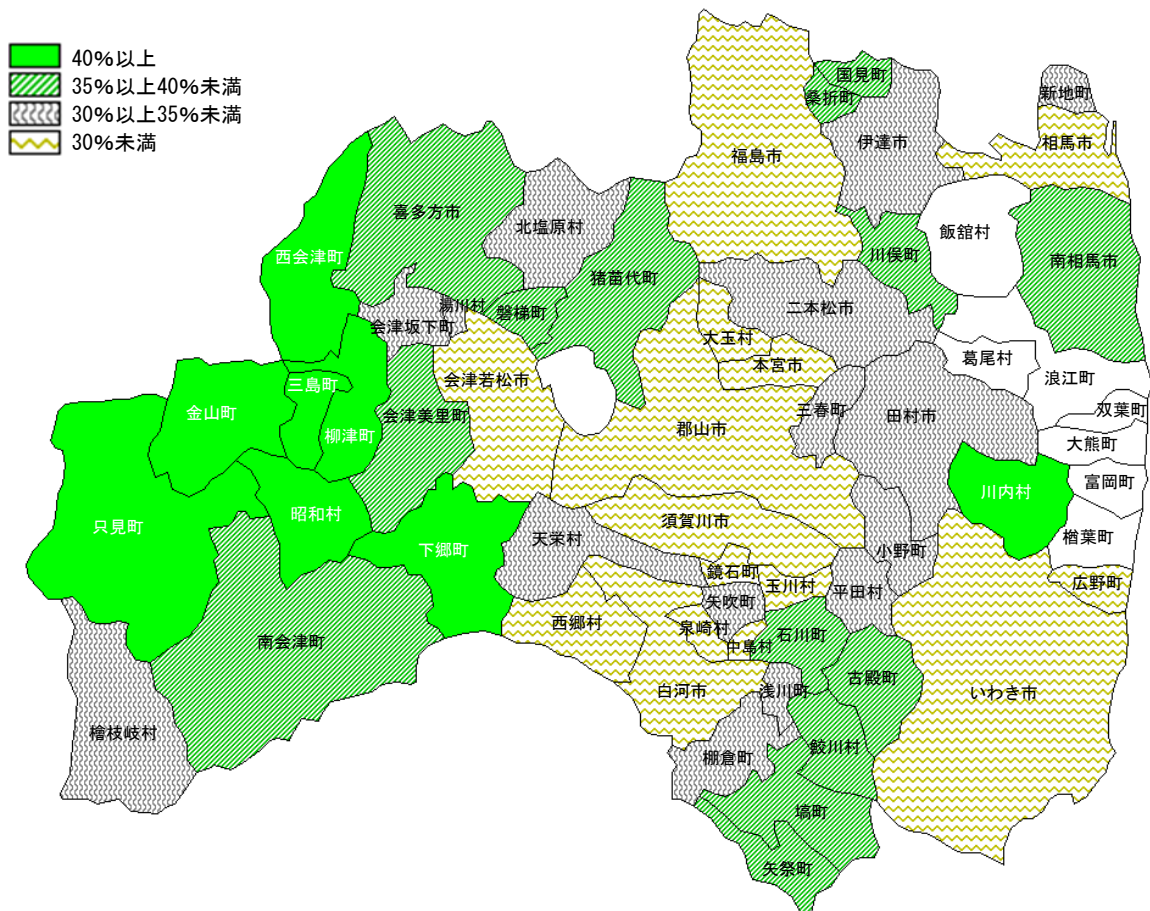 40%以上
35%以上40%未満
30%以上35%未満
30%未満
国見町
桑折町
新地町
伊達市
相馬市
福島市
喜多方市
北塩原村
飯舘村
西会津町
川俣町
南相馬市
猪苗代町
湯川村
磐梯町
二本松市
会津坂下町
大玉村
葛尾村
本宮市
浪江町
三島町
会津若松市
金山町
会津美里町
三春町
田村市
双葉町
柳津町
郡山市
大熊町
富岡町
川内村
昭和村
須賀川市
只見町
天栄村
楢葉町
下郷町
小野町
鏡石町
玉川村
広野町
平田村
矢吹町
西郷村
泉崎村
石川町
南会津町
中島村
古殿町
白河市
浅川町
いわき市
檜枝岐村
鮫川村
棚倉町
塙町
矢祭町